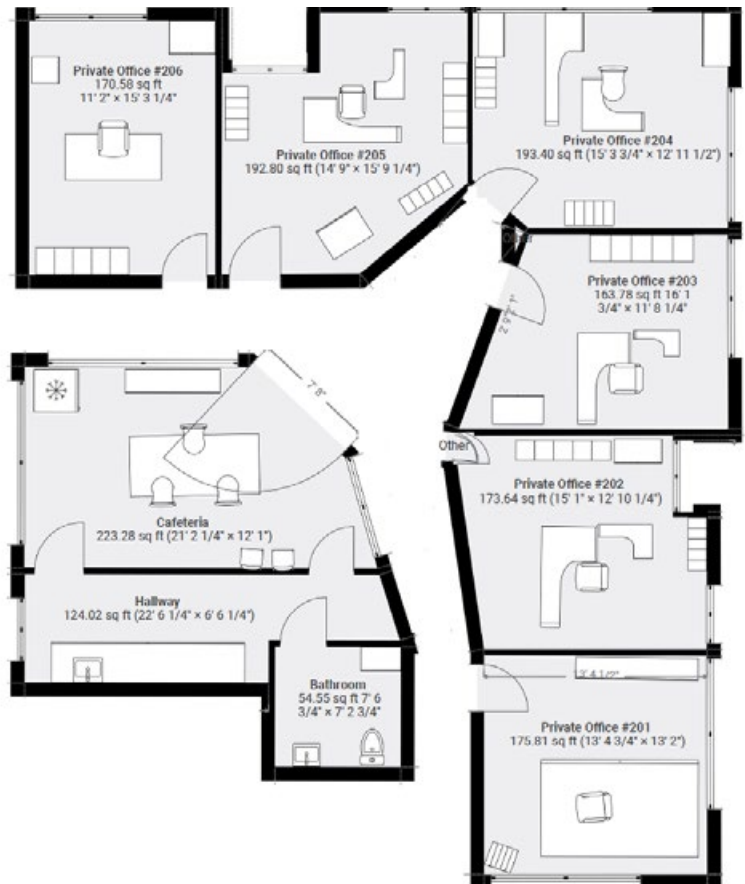 Private Office #206
170.58 sq ft
11' 2" × 15' 3 1/4"
Private Office #205
192.80 sq ft (14' 9" × 15' 9 1/4")
Private Office #204
193.40 sq ft (15' 3 3/4" × 12' 11 1/2")
Private Office #203
163.78 sq ft 16' 1
3/4" × 11' 8 1/4"
7' 8"
Other
Private Office #202
173.64 sq ft (15' 1" × 12' 10 1/4")
Cafeteria
223.28 sq ft (21' 2 1/4" × 12' 1")
Hallway
124.02 sq ft (22' 6 1/4" × 6' 6 1/4")
Bathroom
54.55 sq ft 7' 6
3/4" × 7' 2 3/4"
13' 4 1/2"
Private Office #201
175.81 sq ft (13' 4 3/4" × 13' 2")